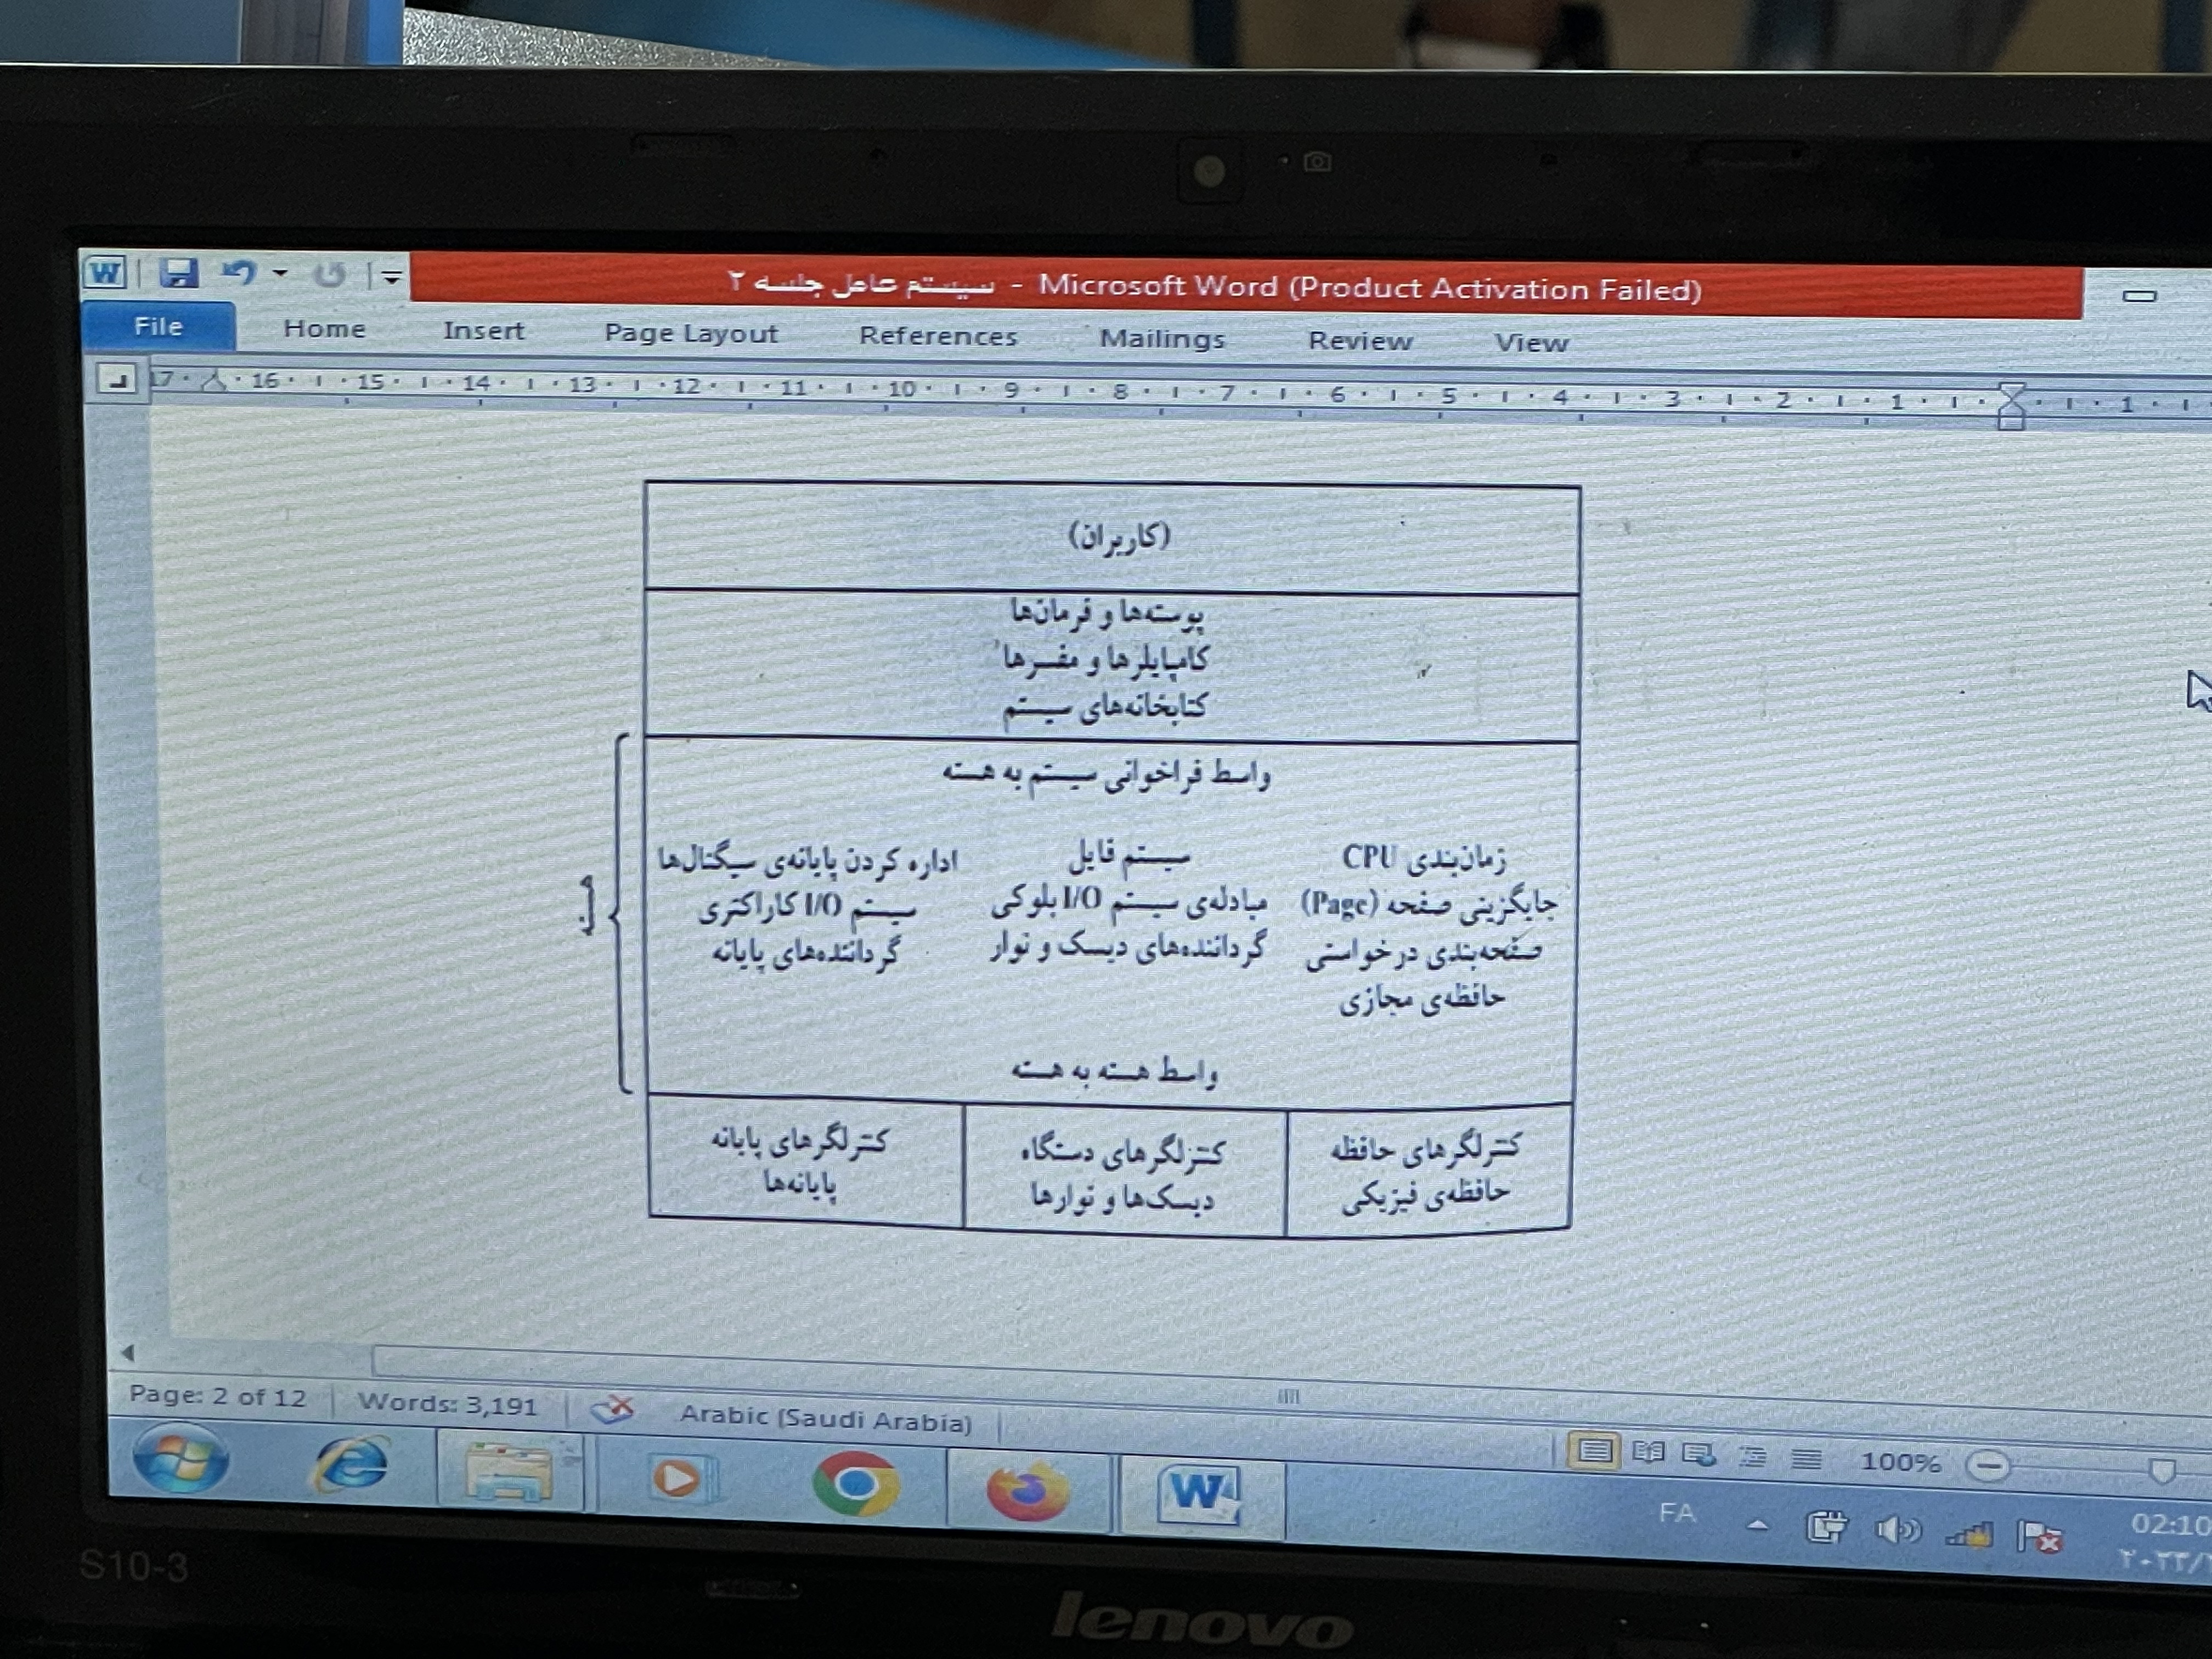 سیستم عامل جلسه ۲ - Microsoft Word (Product Activation Failed)
File Home Insert Page Layout References Mailings Review View
17 16 15 14 13 12 11 10 9 8 7 6 5 4 3 2 1 1
(کاربران)
پوسته‌ها و فرمان‌ها
کامپایلرها و مفسرها
کتابخانه‌های سیستم
واسط فراخوانی سیستم به هسته
زمان‌بندی CPU
جایگزینی صفحه (Page)
صفحه‌بندی درخواستی
حافظه‌ی مجازی
سیستم فایل
مبادله‌ی سیستم I/O بلوکی
گرداننده‌های دیسک و نوار
اداره کردن پایانه‌ی سیگنال‌ها
سیستم I/O کاراکتری
گرداننده‌های پایانه
هسته
واسط هسته به هسته
کنترلگرهای حافظه
حافظه‌ی فیزیکی
کنترلگرهای دستگاه
دیسک‌ها و نوارها
کنترلگرهای پایانه
پایانه‌ها
Page: 2 of 12 Words: 3,191 Arabic (Saudi Arabia)
100%
FA
02:10
S10-3
lenovo